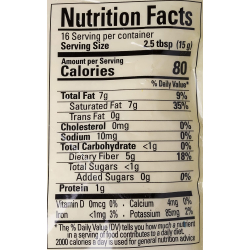 Nutrition Facts
16 Serving per container
Serving Size 2.5 tbsp (15g)
Amount per Serving
Calories 80
% Daily Value*
Total Fat 7g 9%
Saturated Fat 7g 35%
Trans Fat 0g
Cholesterol 0mg 0%
Sodium 10mg 0%
Total Carbohydrate <1g 0%
Dietary Fiber 5g 18%
Total Sugars <1g
Added Sugars 0g 0%
Protein 1g
Vitamin D 0mcg 0% • Calcium 4mg 0%
Iron <1mg 3% • Potassium 85mg 2%
The % Daily Value (DV) tells you how much a nutrient
in a serving of food contributes to a daily diet.
2000 calories a day is used for general nutrition advice